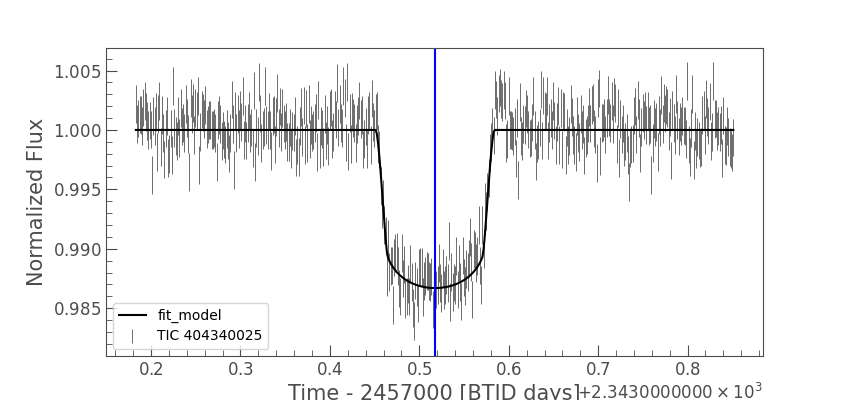 Normalized Flux
1.005
1.000
0.995
0.990
0.985
fit_model
TIC 404340025
0.2 0.3 0.4 0.5 0.6 0.7 0.8
Time - 2457000 [BTJD days]
+2.3430000000 × 10³